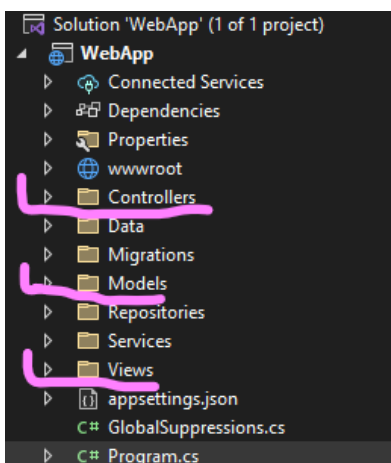 Solution 'WebApp' (1 of 1 project)
WebApp
Connected Services
Dependencies
Properties
wwwroot
Controllers
Data
Migrations
Models
Repositories
Services
Views
appsettings.json
C# GlobalSuppressions.cs
C# Program.cs